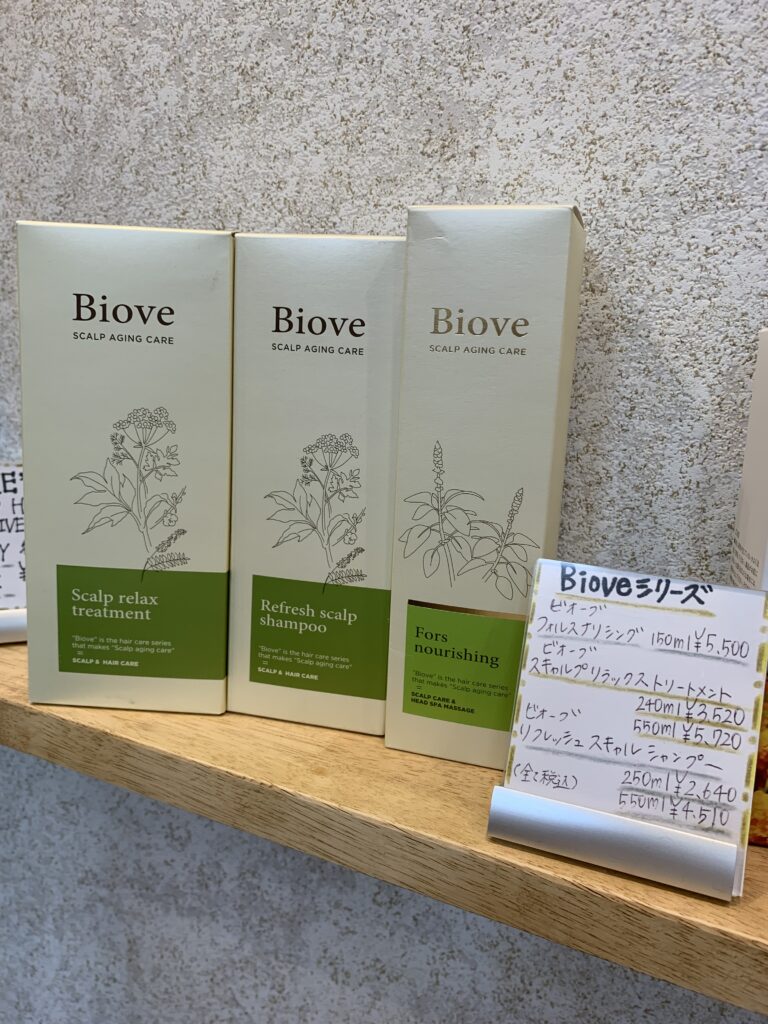 Biove
SCALP AGING CARE
Scalp relax
treatment
"Biove" is the hair care series
that makes "Scalp aging care"
=
SCALP & HAIR CARE
Biove
SCALP AGING CARE
Refresh scalp
shampoo
"Biove" is the hair care series
that makes "Scalp aging care"
=
SCALP & HAIR CARE
Biove
SCALP AGING CARE
Fors
nourishing
"Biove" is the hair care series
that makes "Scalp aging care"
=
SCALP CARE &
HEAD SPA MASSAGE
Bioveシリーズ
ビオーブ
フォルスナリシング 150ml ¥5,500
ビオーブ
スキャルプリラックストリートメント
240ml ¥3,520
550ml ¥5,720
ビオーブ
リフレッシュスキャルシャンプー
(全て税込) 250ml ¥2,640
550ml ¥4,510